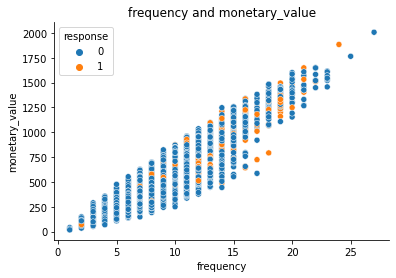 frequency and monetary_value
response
0
1
monetary_value
2000
1750
1500
1250
1000
750
500
250
0
0 5 10 15 20 25
frequency